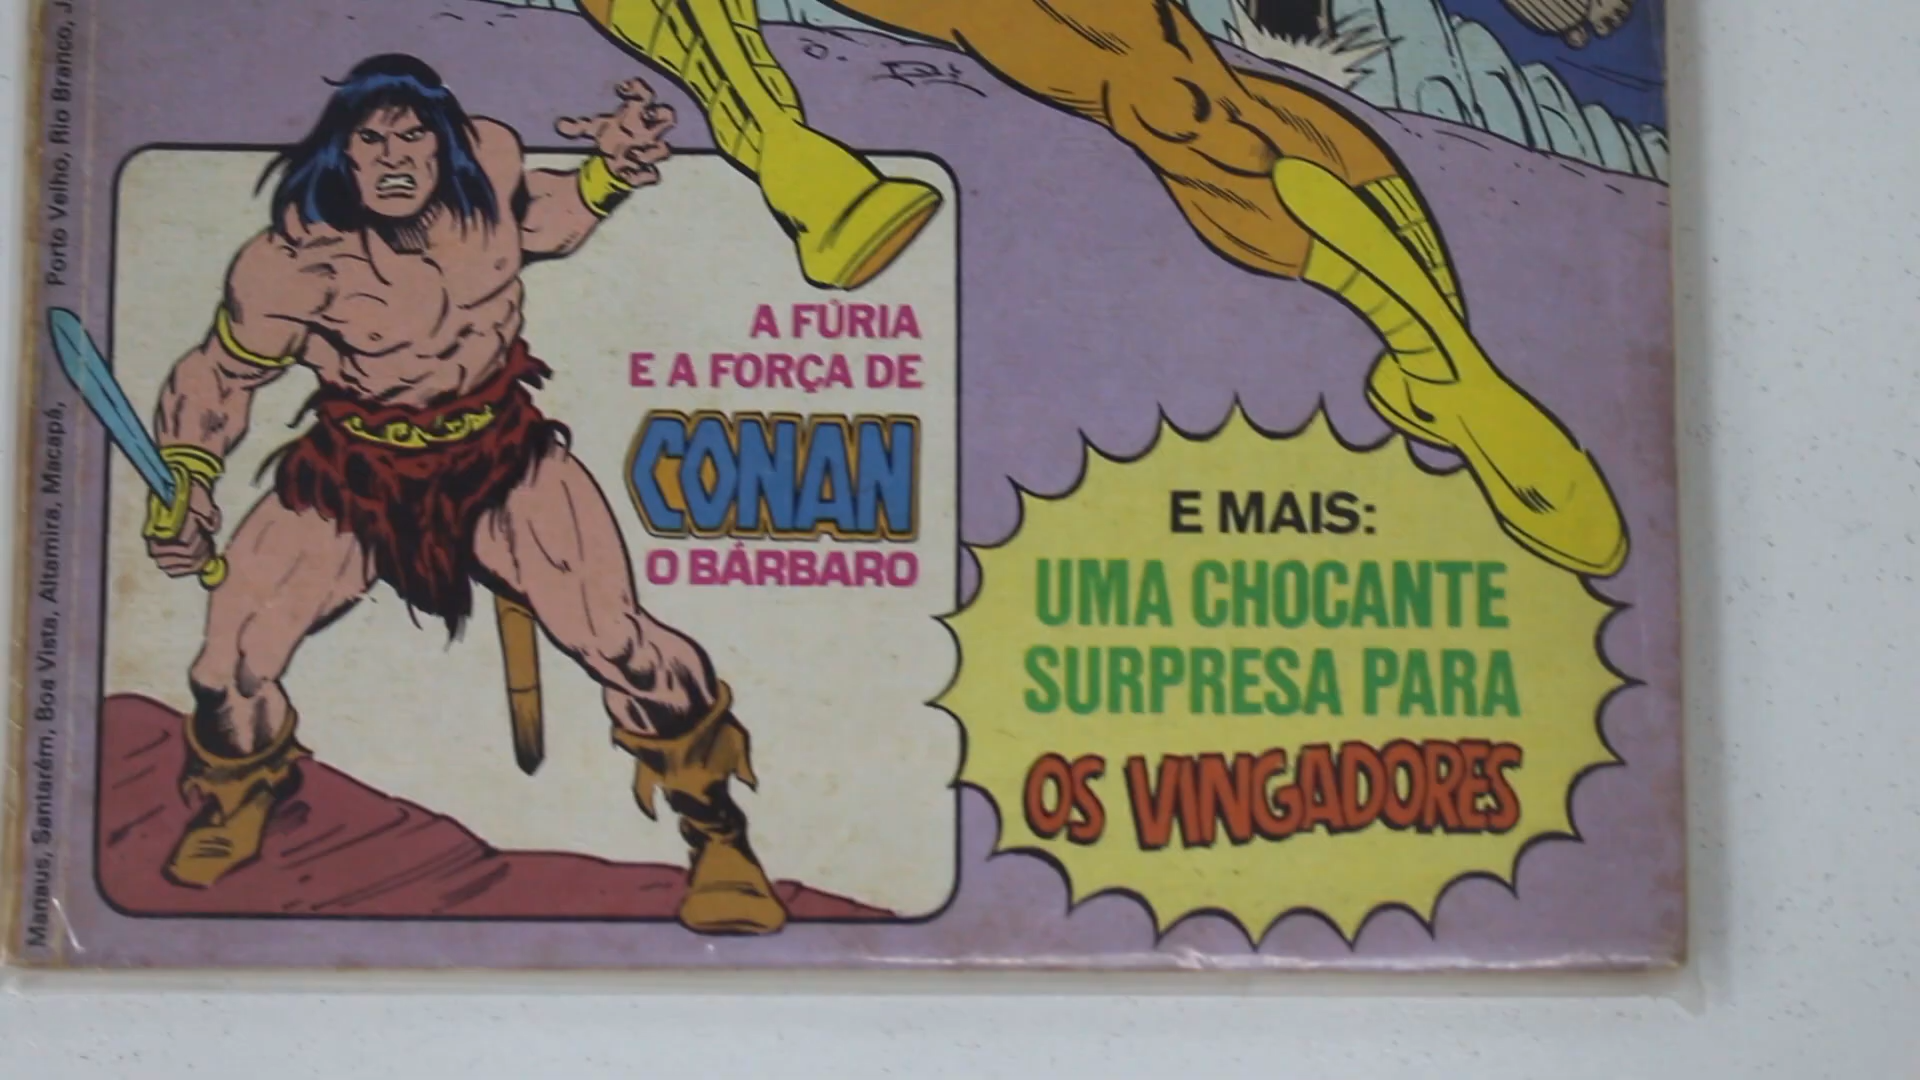 Manaus, Santarém, Boa Vista, Altamira, Macapá,
Porto Velho, Rio Branco,
A FÚRIA
E A FORÇA DE
CONAN
O BÁRBARO
E MAIS:
UMA CHOCANTE
SURPRESA PARA
OS VINGADORES